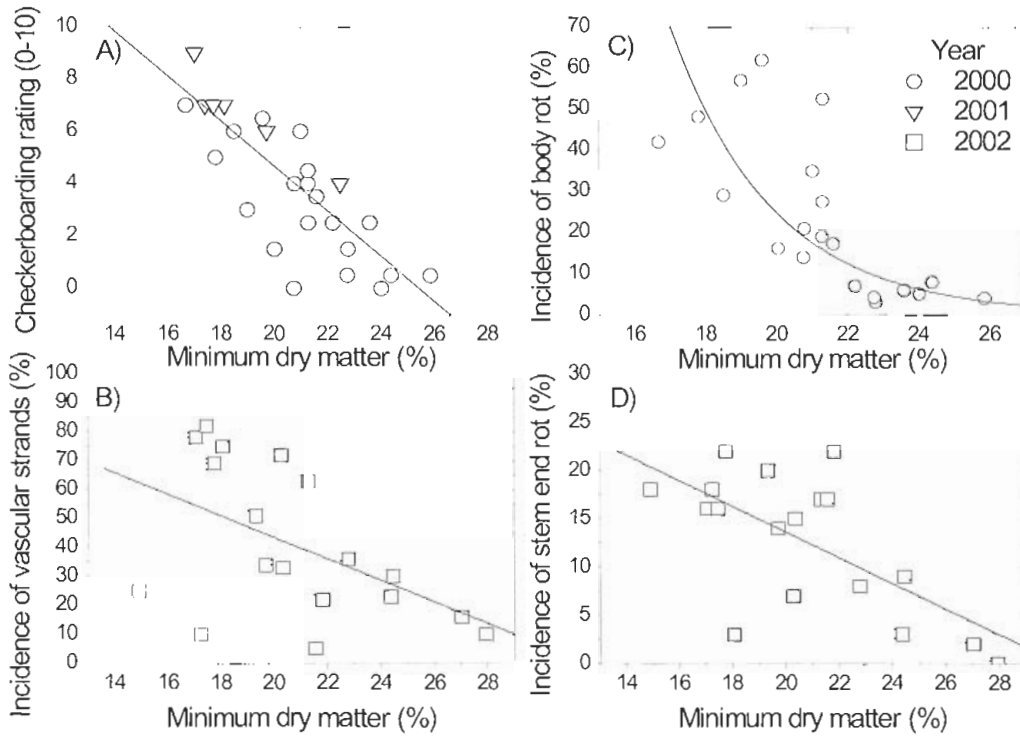 A)
Checkerboarding rating (0-10)
10
8
6
4
2
0
14 16 18 20 22 24 26 28
Minimum dry matter (%)
C)
Incidence of body rot (%)
70
60
50
40
30
20
10
0
16 18 20 22 24 26
Minimum dry matter (%)
Year
2000
2001
2002
B)
Incidence of vascular strands (%)
100
90
80
70
60
50
40
30
20
10
0
14 16 18 20 22 24 26 28
Minimum dry matter (%)
D)
Incidence of stem end rot (%)
30
25
20
15
10
5
0
14 16 18 20 22 24 26 28
Minimum dry matter (%)